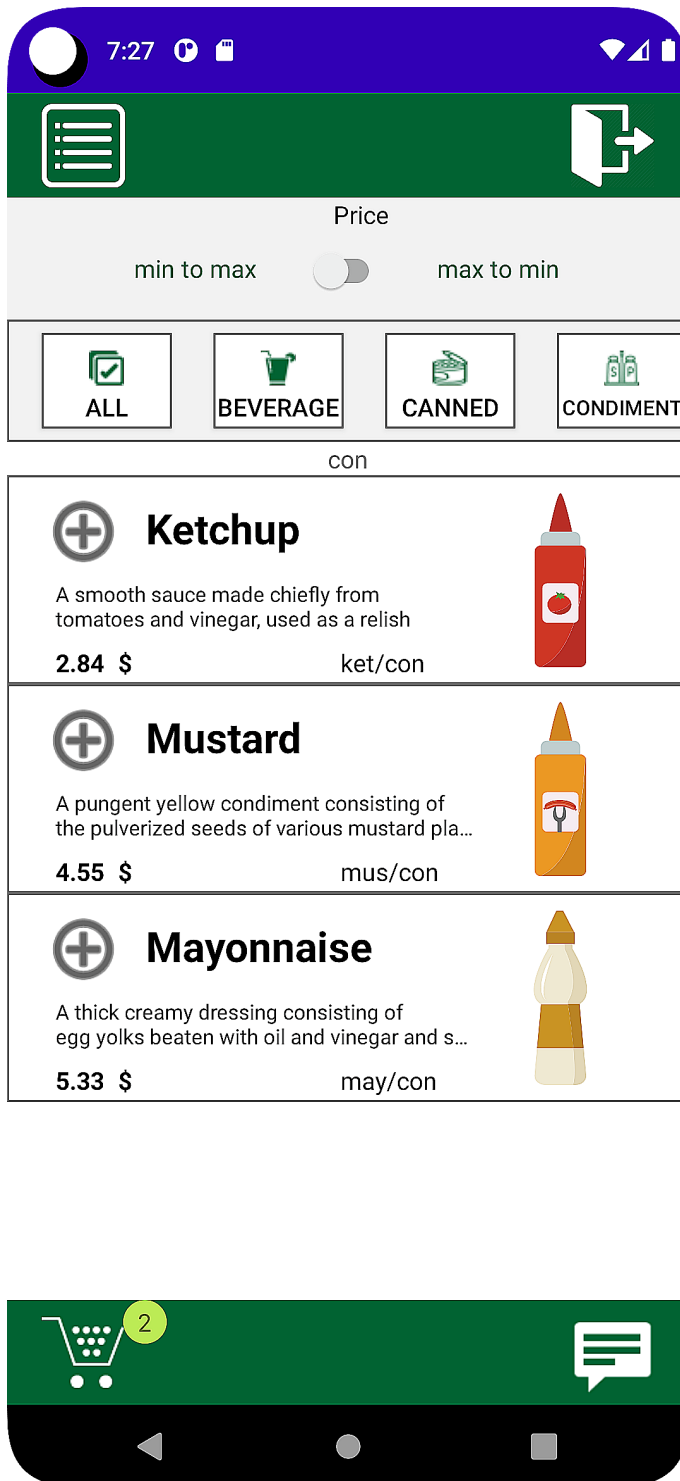 7:27
Price
min to max
max to min
ALL
BEVERAGE
CANNED
CONDIMENT
S P
con
Ketchup
A smooth sauce made chiefly from
tomatoes and vinegar, used as a relish
2.84 $
ket/con
Mustard
A pungent yellow condiment consisting of
the pulverized seeds of various mustard pla...
4.55 $
mus/con
Mayonnaise
A thick creamy dressing consisting of
egg yolks beaten with oil and vinegar and s...
5.33 $
may/con
2